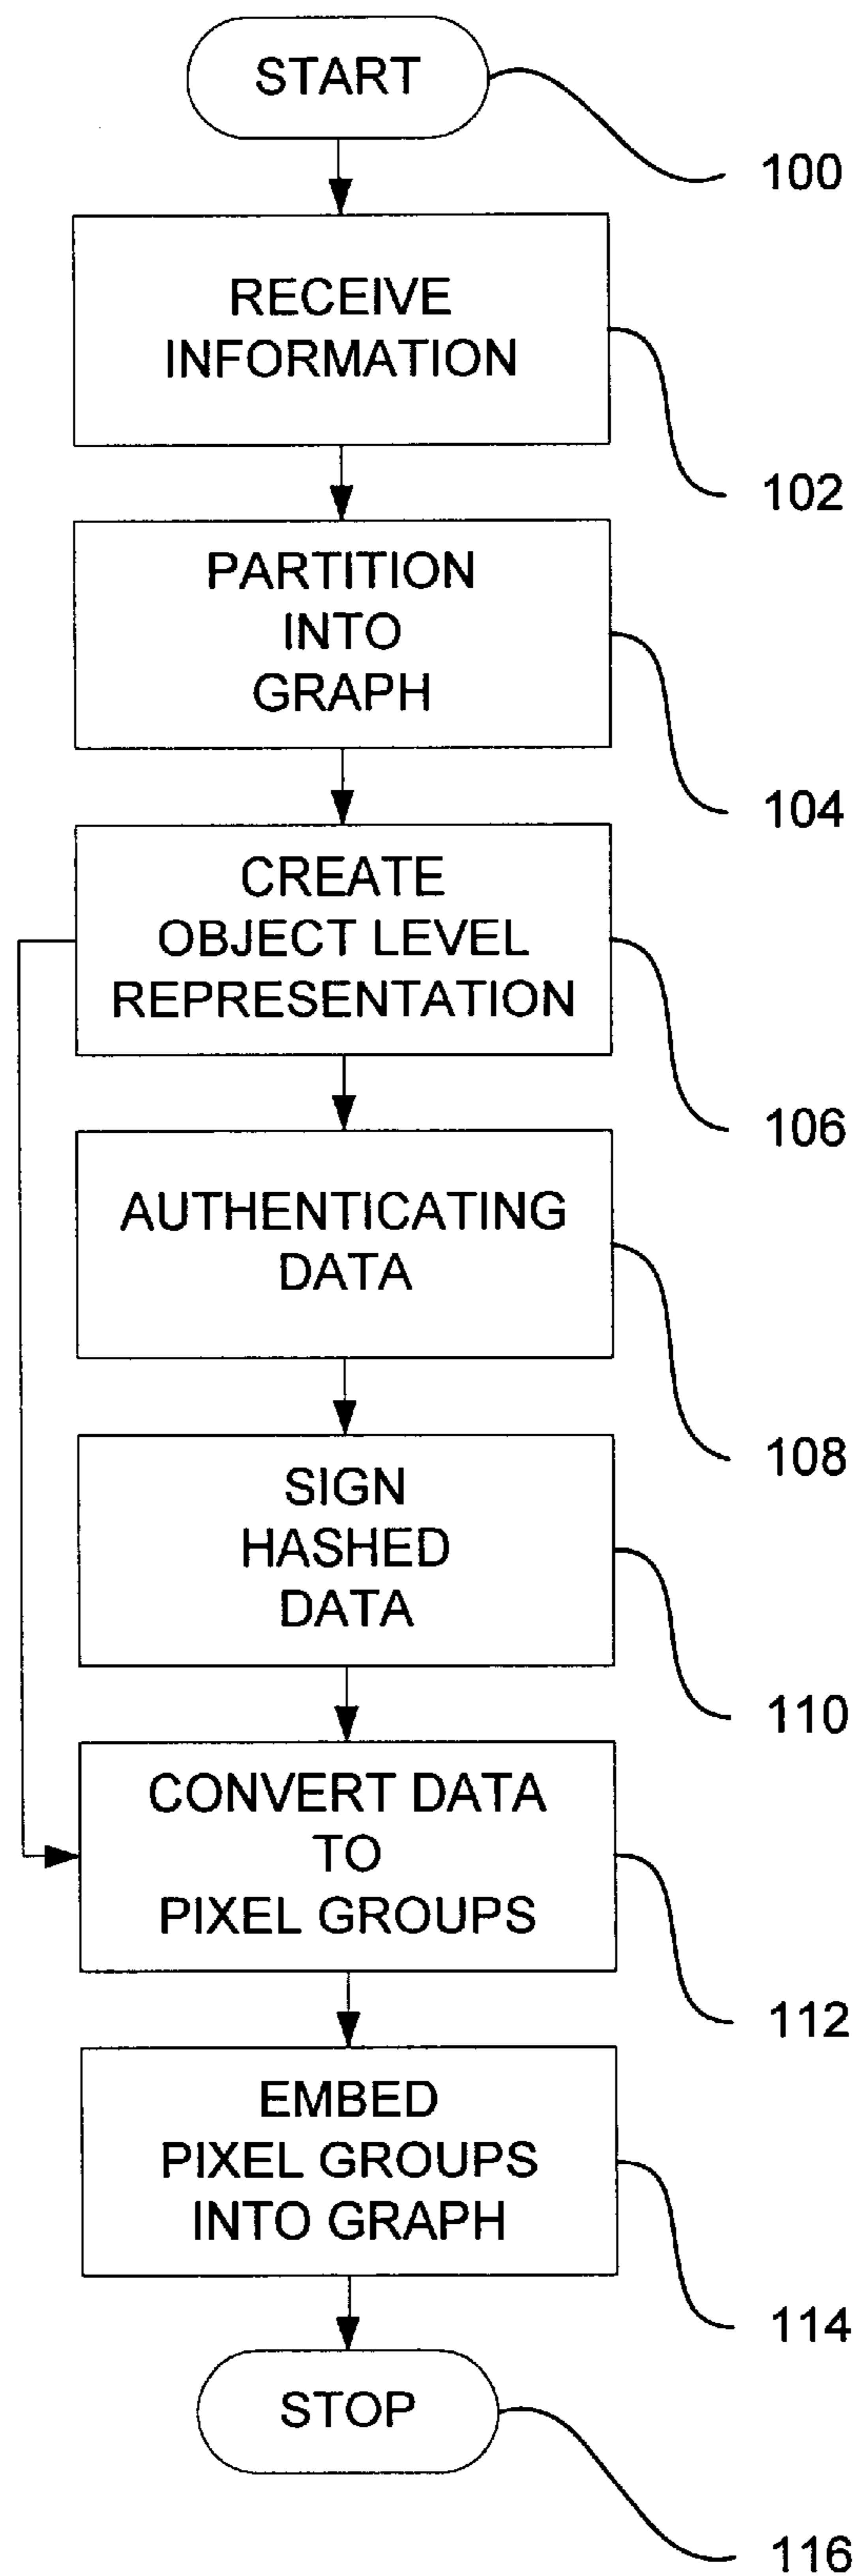 START
100
RECEIVE
INFORMATION
102
PARTITION
INTO
GRAPH
104
CREATE
OBJECT LEVEL
REPRESENTATION
106
AUTHENTICATING
DATA
108
SIGN
HASHED
DATA
110
CONVERT DATA
TO
PIXEL GROUPS
112
EMBED
PIXEL GROUPS
INTO GRAPH
114
STOP
116